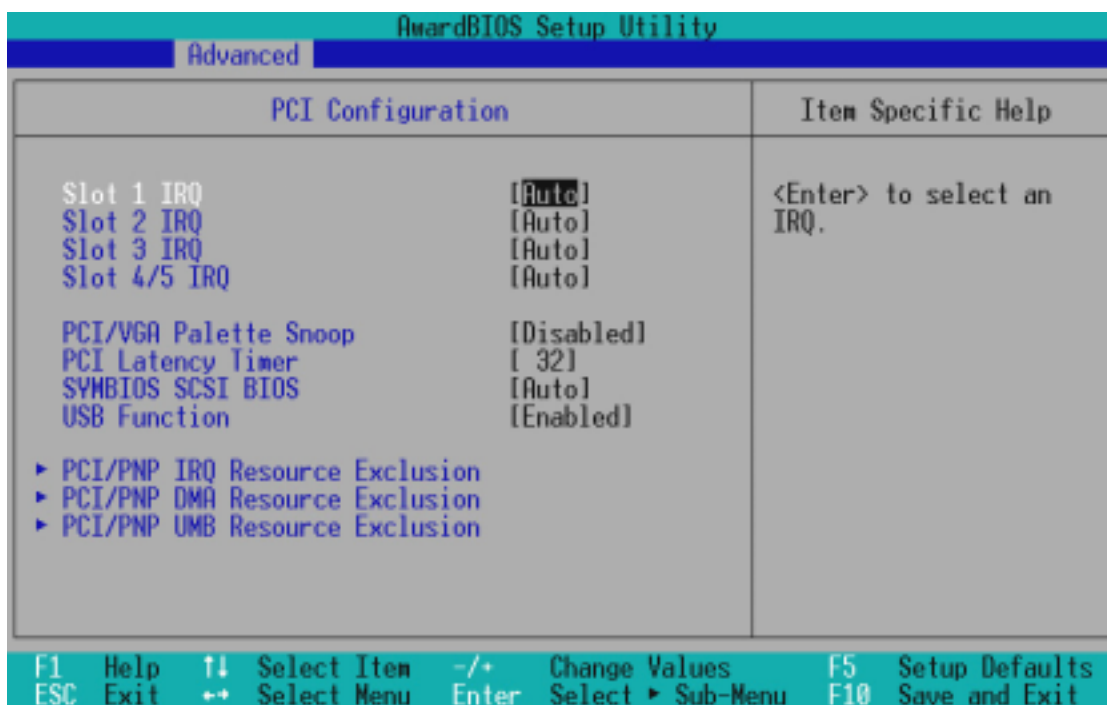 AwardBIOS Setup Utility
Advanced
PCI Configuration
Item Specific Help
Slot 1 IRQ [Auto]
Slot 2 IRQ [Auto]
Slot 3 IRQ [Auto]
Slot 4/5 IRQ [Auto]
PCI/VGA Palette Snoop [Disabled]
PCI Latency Timer [ 32]
SYMBIOS SCSI BIOS [Auto]
USB Function [Enabled]
▸ PCI/PNP IRQ Resource Exclusion
▸ PCI/PNP DMA Resource Exclusion
▸ PCI/PNP UMB Resource Exclusion
<Enter> to select an
IRQ.
F1 Help ↑↓ Select Item -/+ Change Values F5 Setup Defaults
ESC Exit ←→ Select Menu Enter Select ▸ Sub-Menu F10 Save and Exit